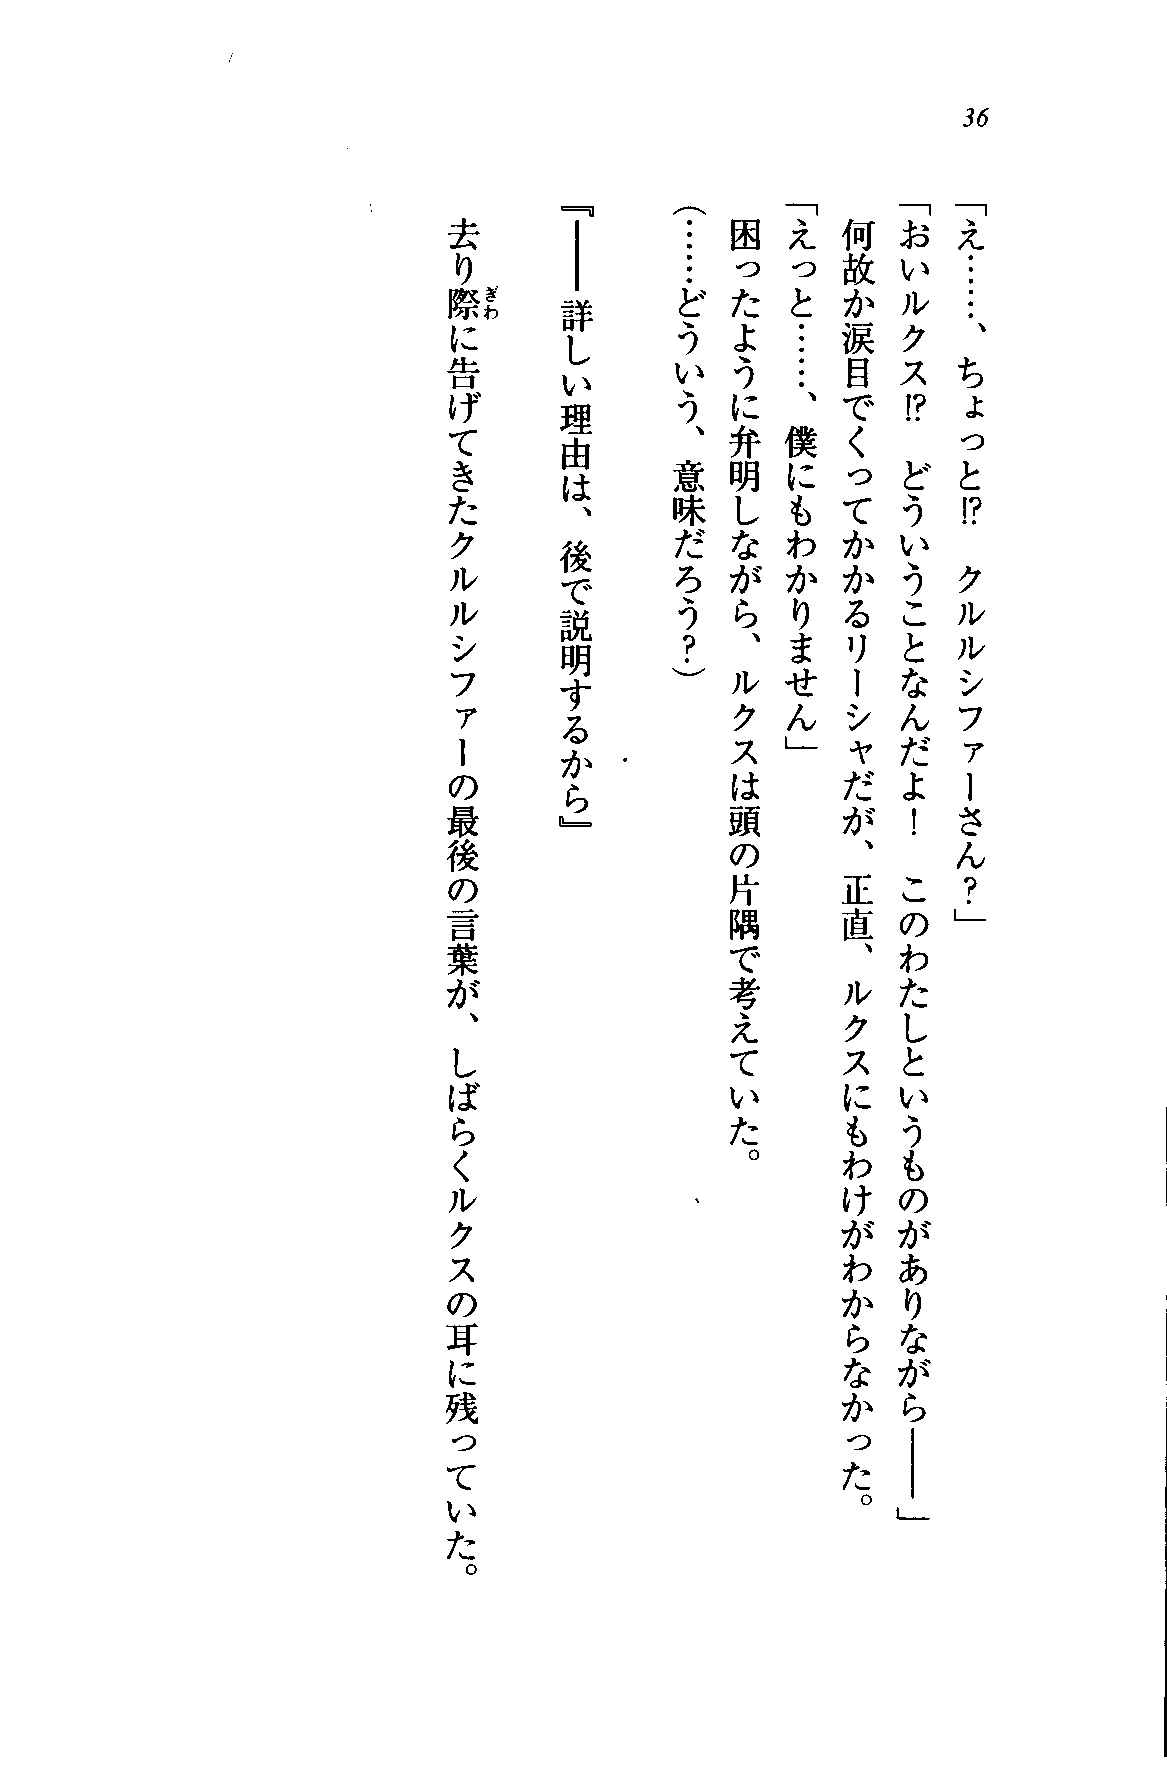 36
「え……、ちょっと!?　クルルシファーさん？」
「おいルクス!?　どういうことなんだよ！　このわたしというものがありながら――」
　何故か涙目でくってかかるリーシャだが、正直、ルクスにもわけがわからなかった。
「えっと……、僕にもわかりません」
　困ったように弁明しながら、ルクスは頭の片隅で考えていた。
（……どういう、意味だろう？）
『――詳しい理由は、後で説明するから』
　去り際に告げてきたクルルシファーの最後の言葉が、しばらくルクスの耳に残っていた。
ぎわ